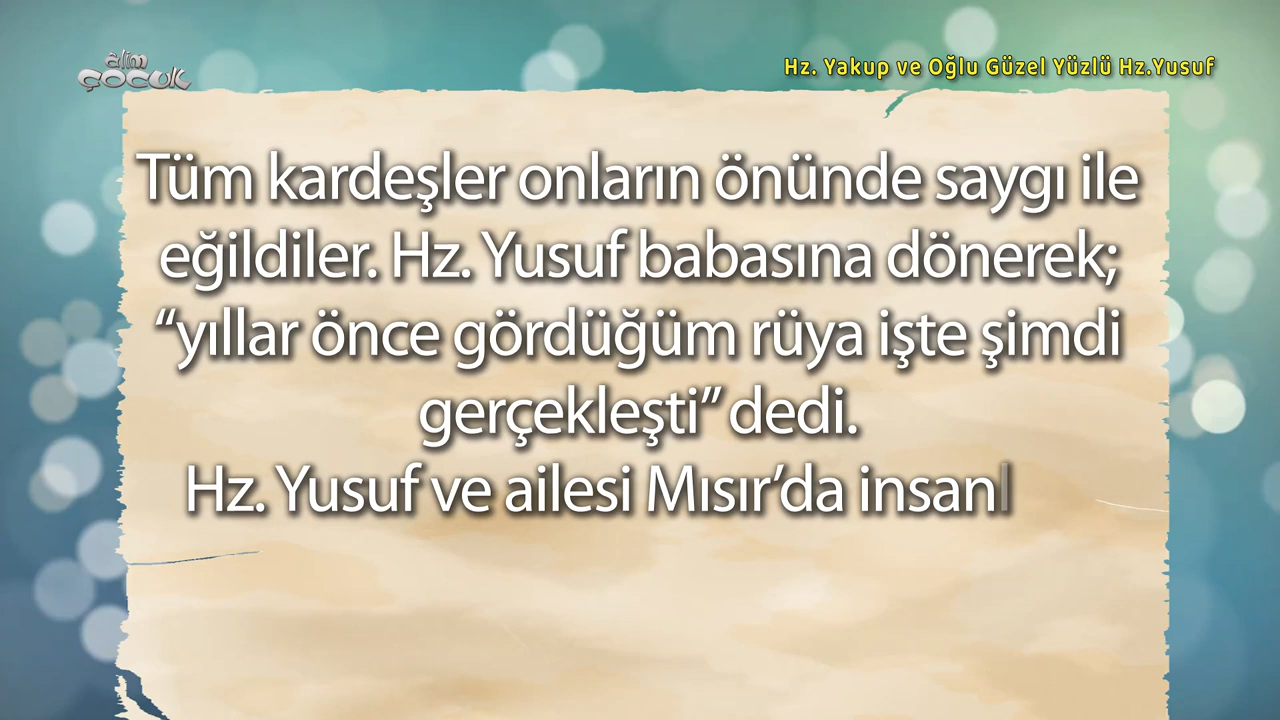 alim
ÇOCUK
Hz. Yakup ve Oğlu Güzel Yüzlü Hz.Yusuf
Tüm kardeşler onların önünde saygı ile
eğildiler. Hz. Yusuf babasına dönerek;
“yıllar önce gördüğüm rüya işte şimdi
gerçekleşti” dedi.
Hz. Yusuf ve ailesi Mısır’da insanl